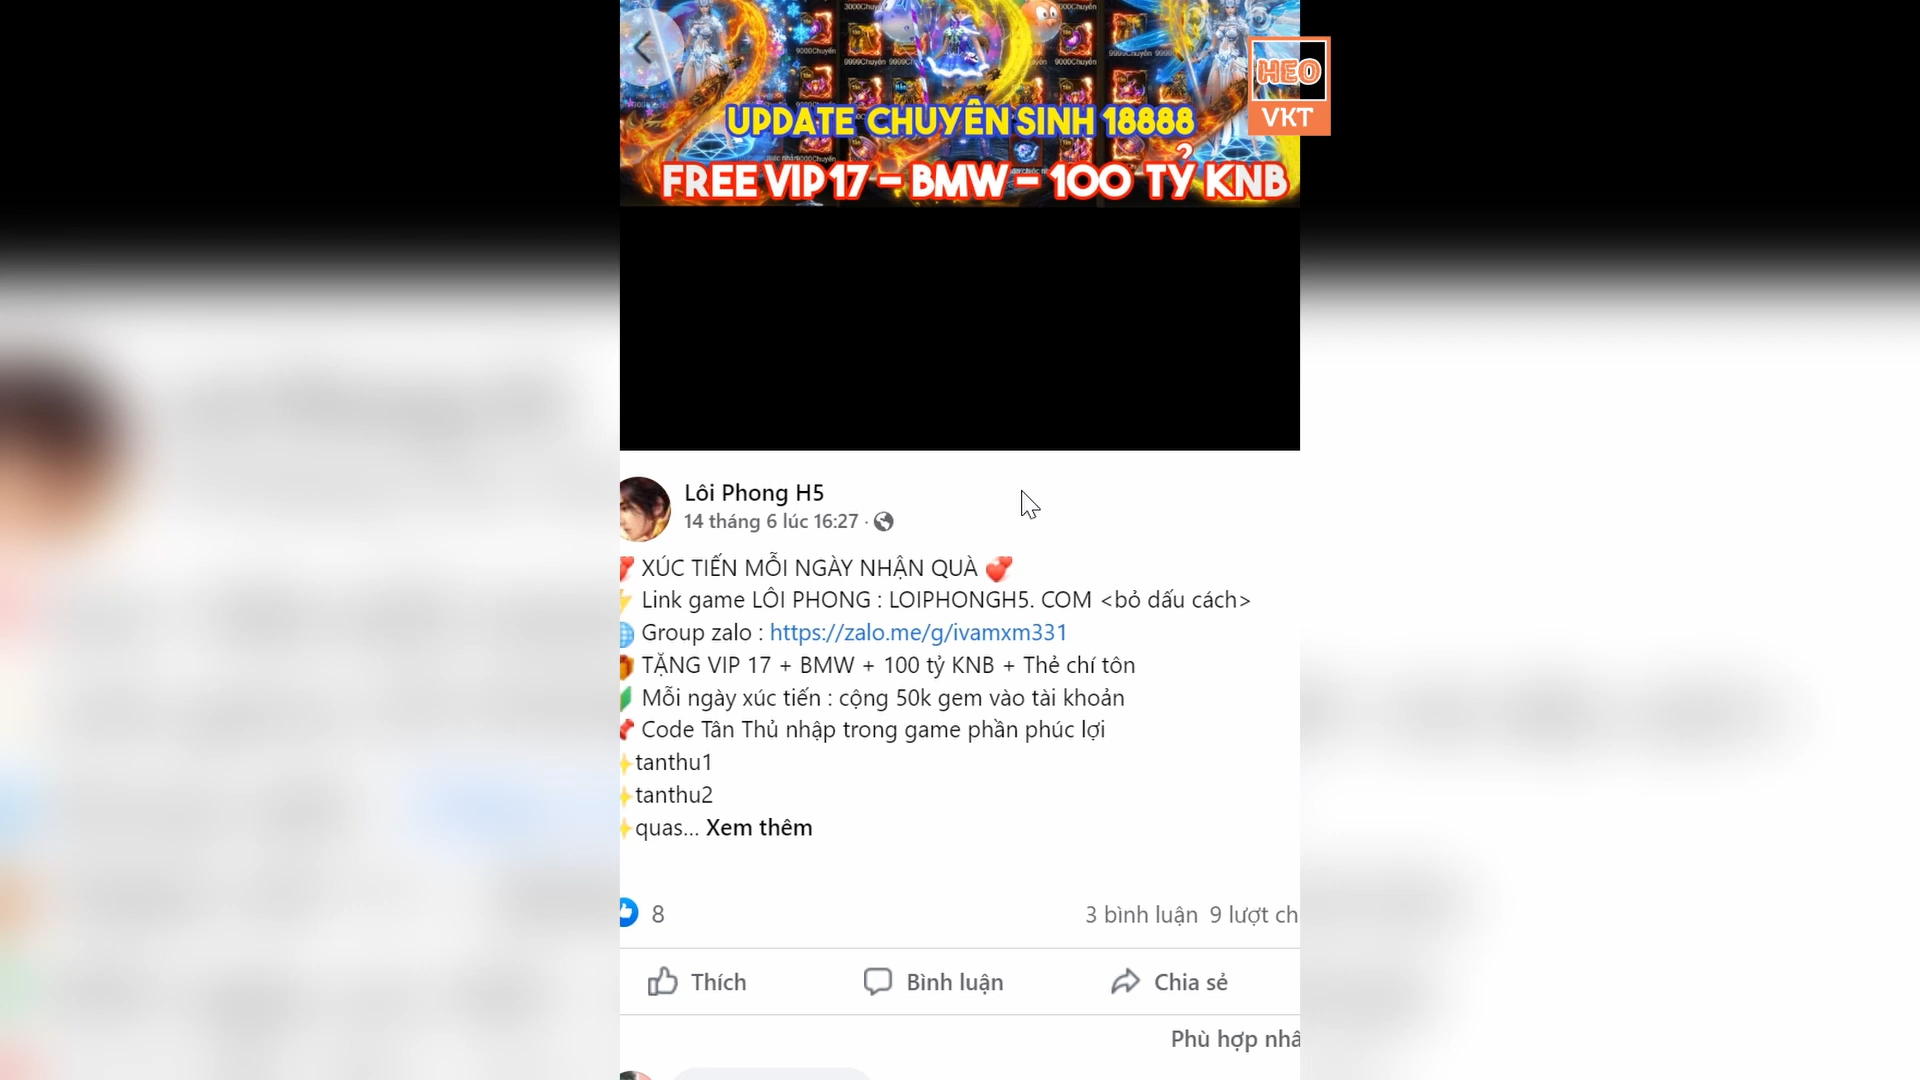 HEO
VKT
UPDATE CHUYÊN SINH 18888
FREE VIP 17 - BMW - 100 TỶ KNB
Lôi Phong H5
14 tháng 6 lúc 16:27 ·
XÚC TIẾN MỖI NGÀY NHẬN QUÀ
Link game LÔI PHONG : LOIPHONGH5. COM <bỏ dấu cách>
Group zalo : https://zalo.me/g/ivamxm331
TẶNG VIP 17 + BMW + 100 tỷ KNB + Thẻ chí tôn
Mỗi ngày xúc tiến : cộng 50k gem vào tài khoản
Code Tân Thủ nhập trong game phần phúc lợi
tanthu1
tanthu2
quas... Xem thêm
8
3 bình luận 9 lượt ch
Thích
Bình luận
Chia sẻ
Phù hợp nhâ